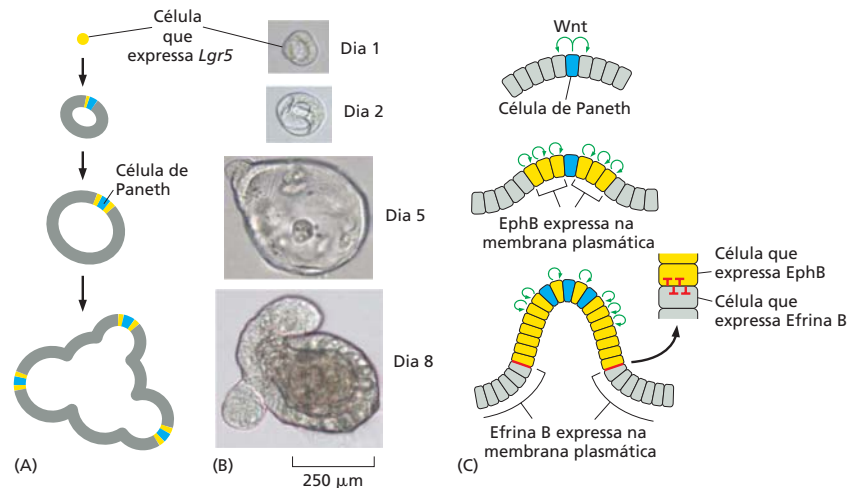 Célula
que
expressa Lgr5
Célula de
Paneth
(A)
Dia 1
Dia 2
Dia 5
Dia 8
(B)
250 μm
Wnt
Célula de Paneth
EphB expressa na
membrana plasmática
Célula que
expressa EphB
Célula que
expressa Efrina B
Efrina B expressa na
membrana plasmática
(C)